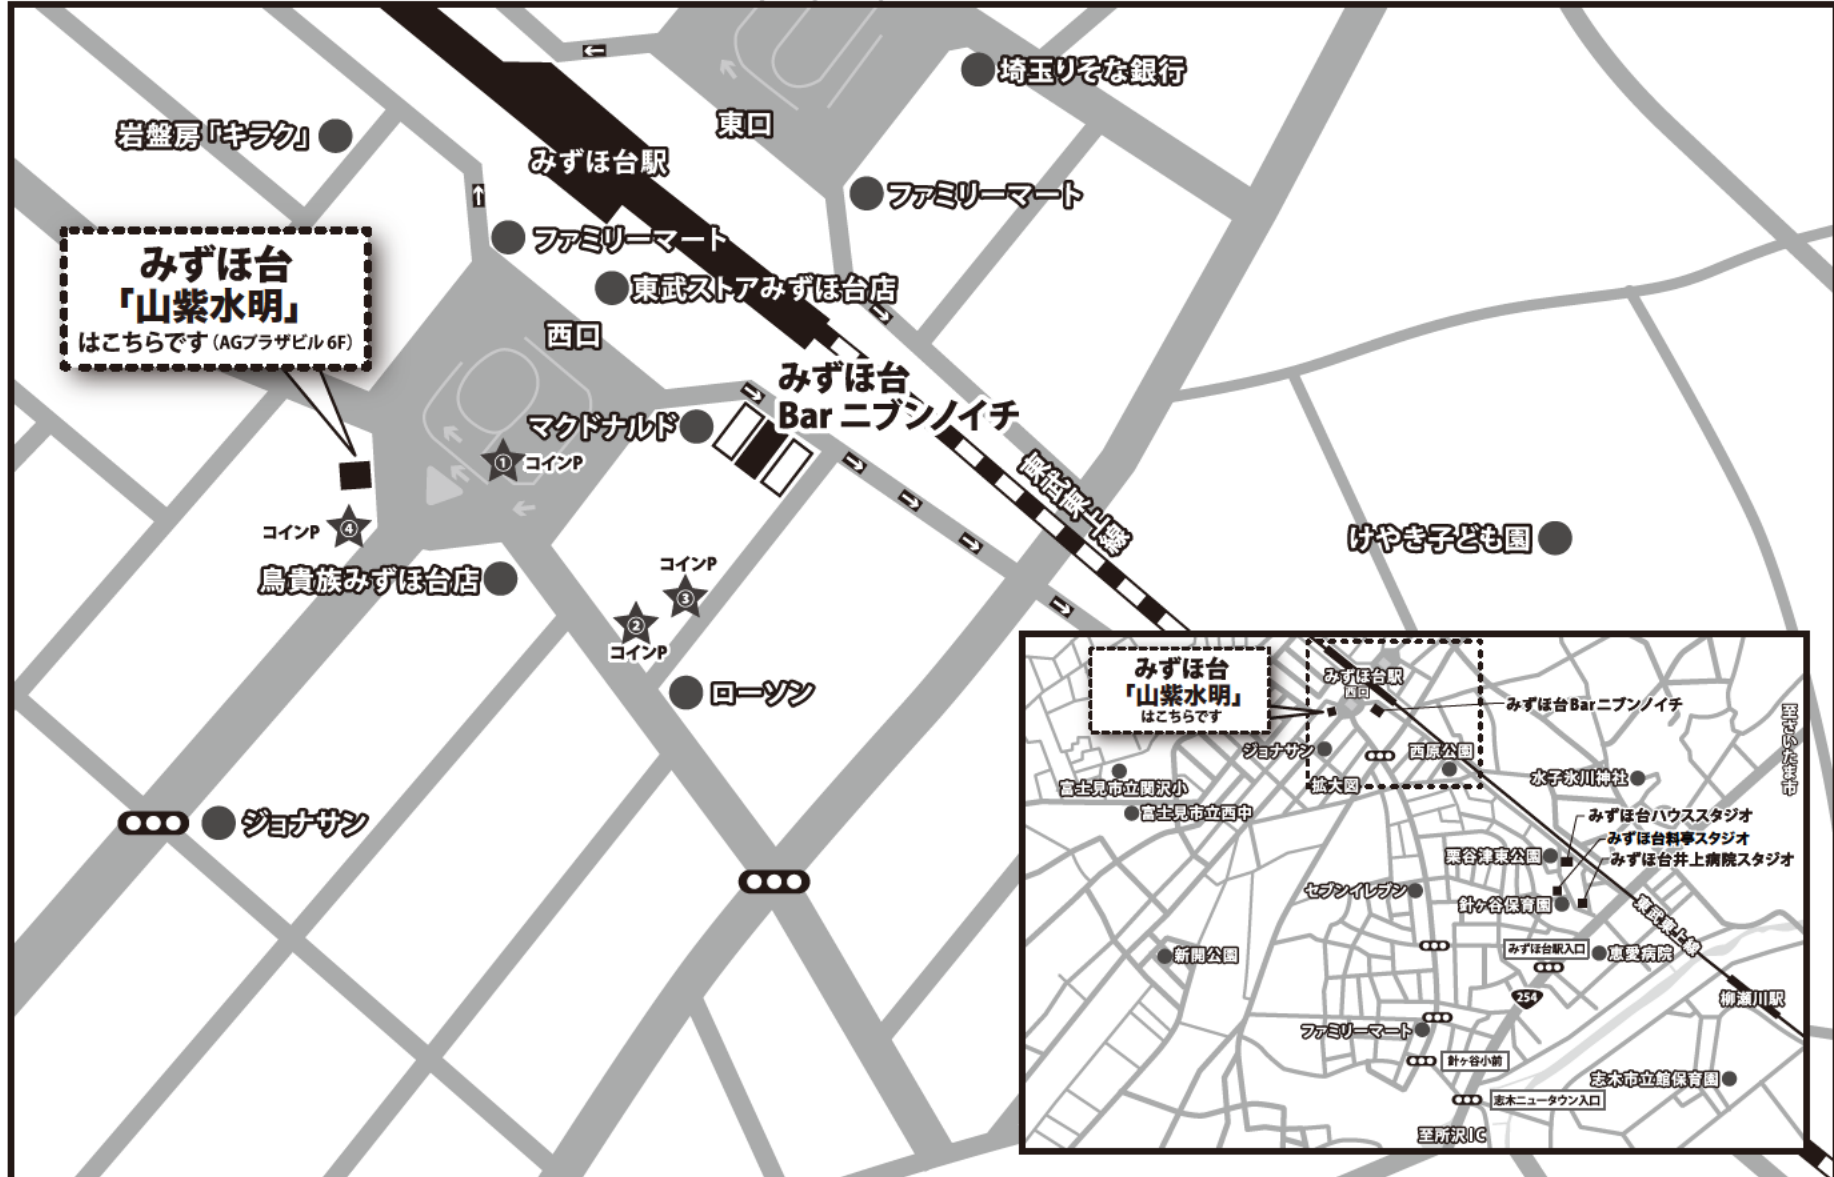 埼玉りそな銀行
東口
岩盤房「キラク」
みずほ台駅
ファミリーマート
ファミリーマート
みずほ台
「山紫水明」
はこちらです(AGプラザビル 6F)
東武ストアみずほ台店
西口
みずほ台
Bar ニブンノイチ
マクドナルド
① コインP
東武東上線
コインP ④
けやき子ども園
鳥貴族みずほ台店
コインP
③
②
コインP
ローソン
ジョナサン
みずほ台
「山紫水明」
はこちらです
みずほ台駅
西口
みずほ台Barニブンノイチ
至さいたま市
ジョナサン
西原公園
拡大図
水子氷川神社
富士見市立関沢小
富士見市立西中
みずほ台ハウススタジオ
みずほ台料亭スタジオ
みずほ台井上病院スタジオ
栗谷津東公園
セブンイレブン
針ヶ谷保育園
東武東上線
みずほ台駅入口
恵愛病院
新開公園
254
柳瀬川駅
ファミリーマート
針ヶ谷小前
志木市立館保育園
志木ニュータウン入口
至所沢IC